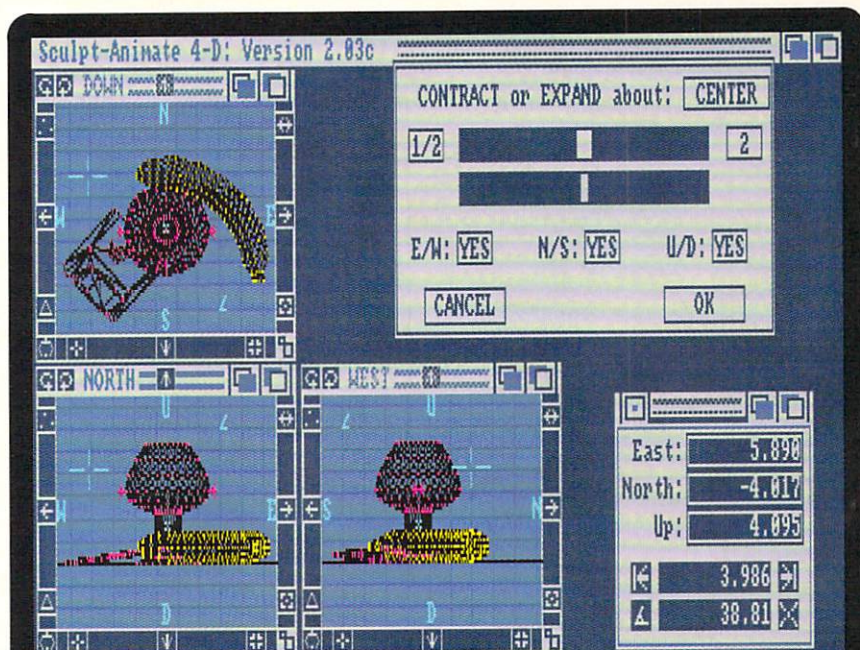 Sculpt-Animate 4-D: Version 2.03c
DOWN
N
W
E
S
CONTRACT or EXPAND about: CENTER
1/2
2
E/W: YES N/S: YES U/D: YES
CANCEL OK
NORTH
U
W
E
D
WEST
U
S
N
D
East: 5.890
North: -4.017
Up: 4.095
3.986
38.81